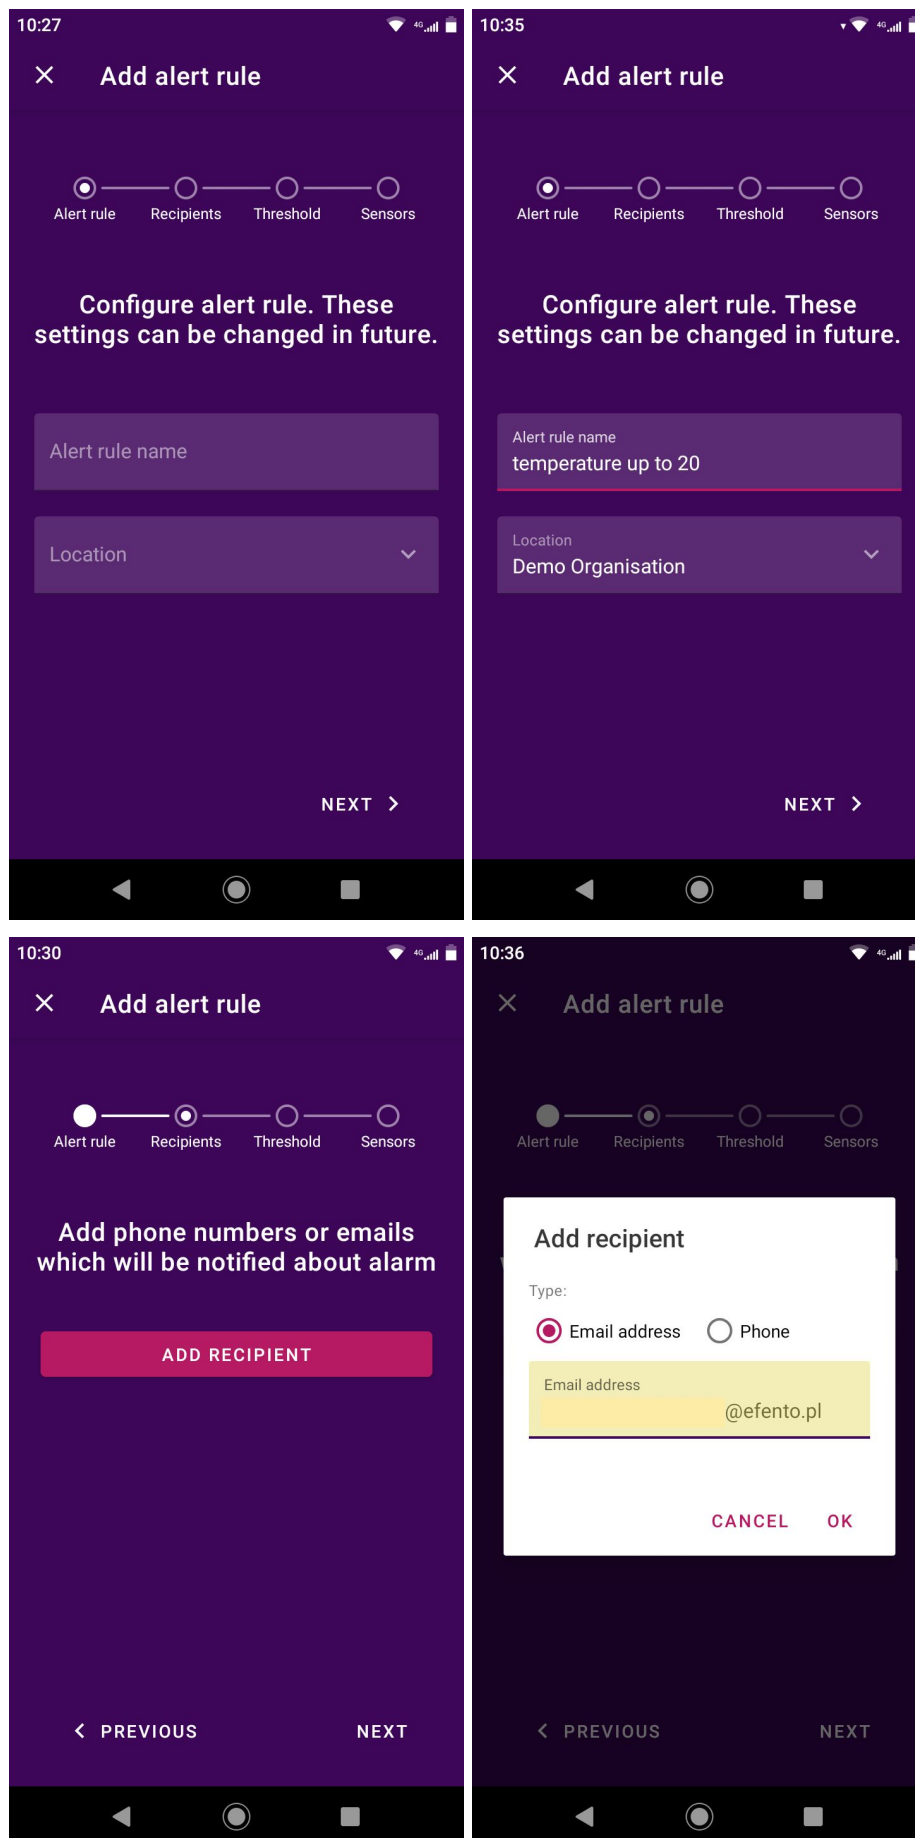 10:27
4G
Add alert rule
Alert rule Recipients Threshold Sensors
Configure alert rule. These
settings can be changed in future.
Alert rule name
Location
NEXT
10:35
4G
Add alert rule
Alert rule Recipients Threshold Sensors
Configure alert rule. These
settings can be changed in future.
Alert rule name
temperature up to 20
Location
Demo Organisation
NEXT
10:30
4G
Add alert rule
Alert rule Recipients Threshold Sensors
Add phone numbers or emails
which will be notified about alarm
ADD RECIPIENT
PREVIOUS NEXT
10:36
4G
Add alert rule
Alert rule Recipients Threshold Sensors
Add recipient
Type:
Email address Phone
Email address
@efento.pl
CANCEL OK
PREVIOUS NEXT